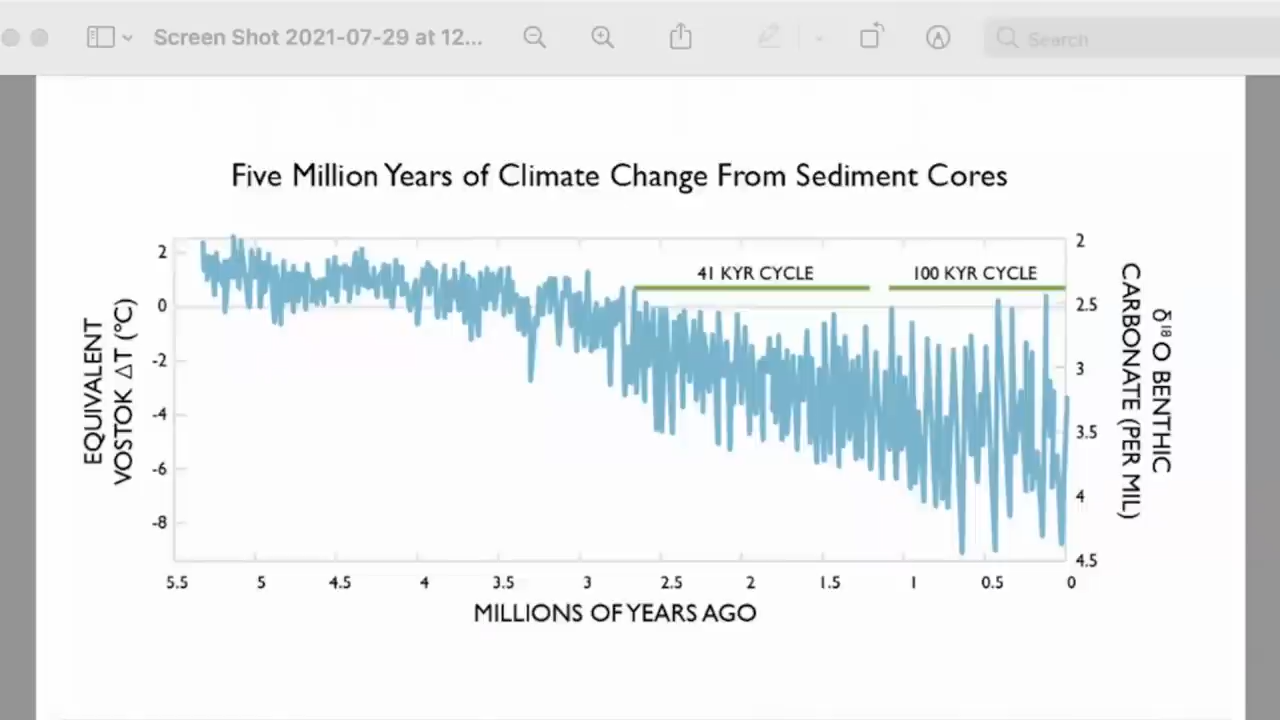 Screen Shot 2021-07-29 at 12...
Search
Five Million Years of Climate Change From Sediment Cores
41 KYR CYCLE
100 KYR CYCLE
EQUIVALENT
VOSTOK ΔT (°C)
2
0
-2
-4
-6
-8
2
2.5
3
3.5
4
4.5
δ¹⁸O BENTHIC
CARBONATE (PER MIL)
5.5 5 4.5 4 3.5 3 2.5 2 1.5 1 0.5 0
MILLIONS OF YEARS AGO